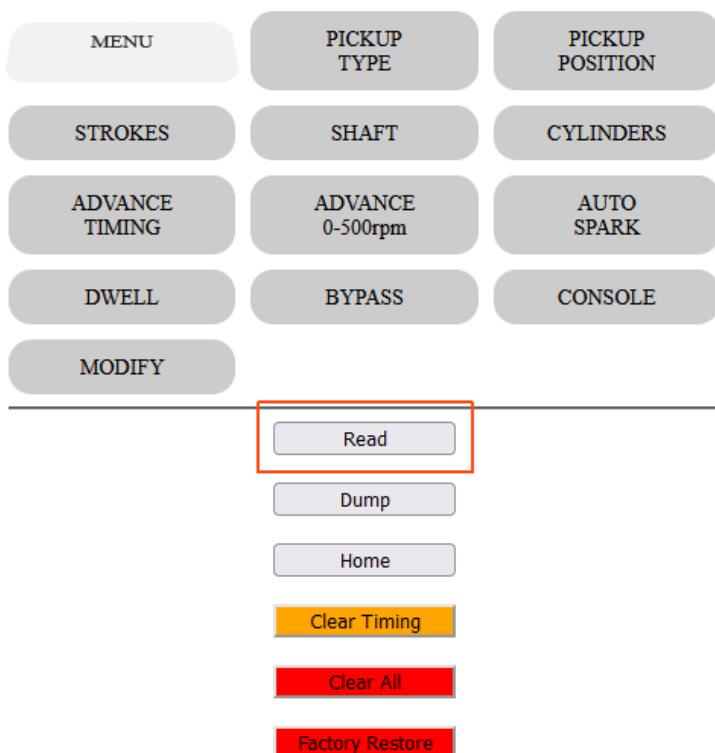 MENU
PICKUP
TYPE
PICKUP
POSITION
STROKES
SHAFT
CYLINDERS
ADVANCE
TIMING
ADVANCE
0-500rpm
AUTO
SPARK
DWELL
BYPASS
CONSOLE
MODIFY
Read
Dump
Home
Clear Timing
Clear All
Factory Restore